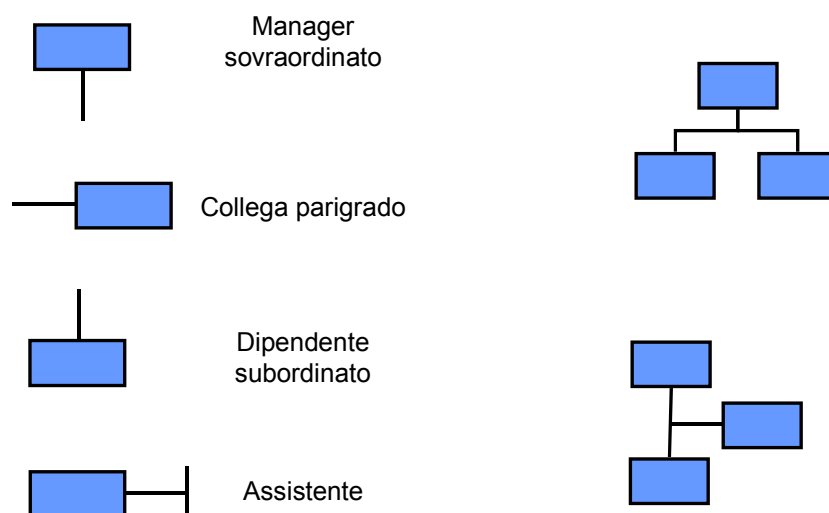 Manager
sovraordinato
Collega parigrado
Dipendente
subordinato
Assistente